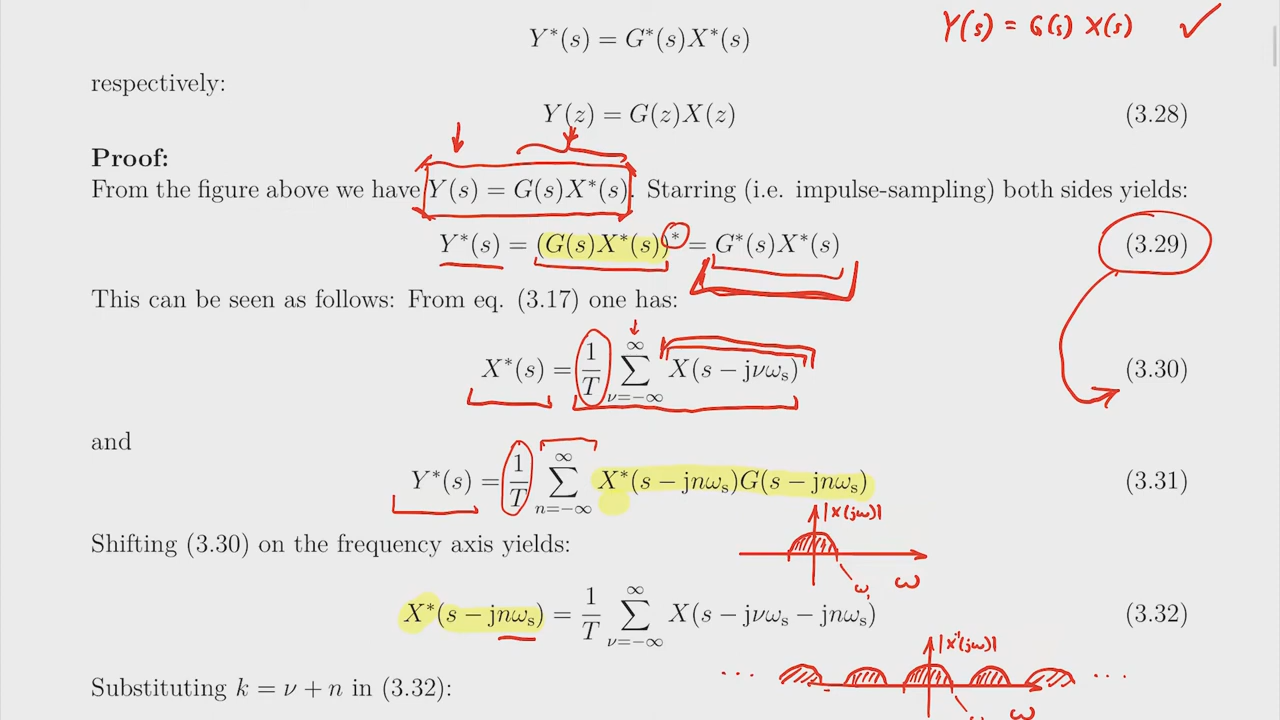 Y*(s) = G*(s)X*(s) Y(s) = G(s) X(s) ✓
respectively:
Y(z) = G(z)X(z) (3.28)
Proof:
From the figure above we have Y(s) = G(s)X*(s). Starring (i.e. impulse-sampling) both sides yields:
Y*(s) = (G(s)X*(s))* = G*(s)X*(s) (3.29)
This can be seen as follows: From eq. (3.17) one has:
X*(s) = 1/T ∑_{ν=−∞}^{∞} X(s − jνω_s) (3.30)
and
Y*(s) = 1/T ∑_{n=−∞}^{∞} X*(s − jnω_s)G(s − jnω_s) (3.31)
|X(jω)|
Shifting (3.30) on the frequency axis yields:
ω₁ ω
X*(s − jnω_s) = 1/T ∑_{ν=−∞}^{∞} X(s − jνω_s − jnω_s) (3.32)
|X*(jω)|
Substituting k = ν + n in (3.32): ... ...
ω